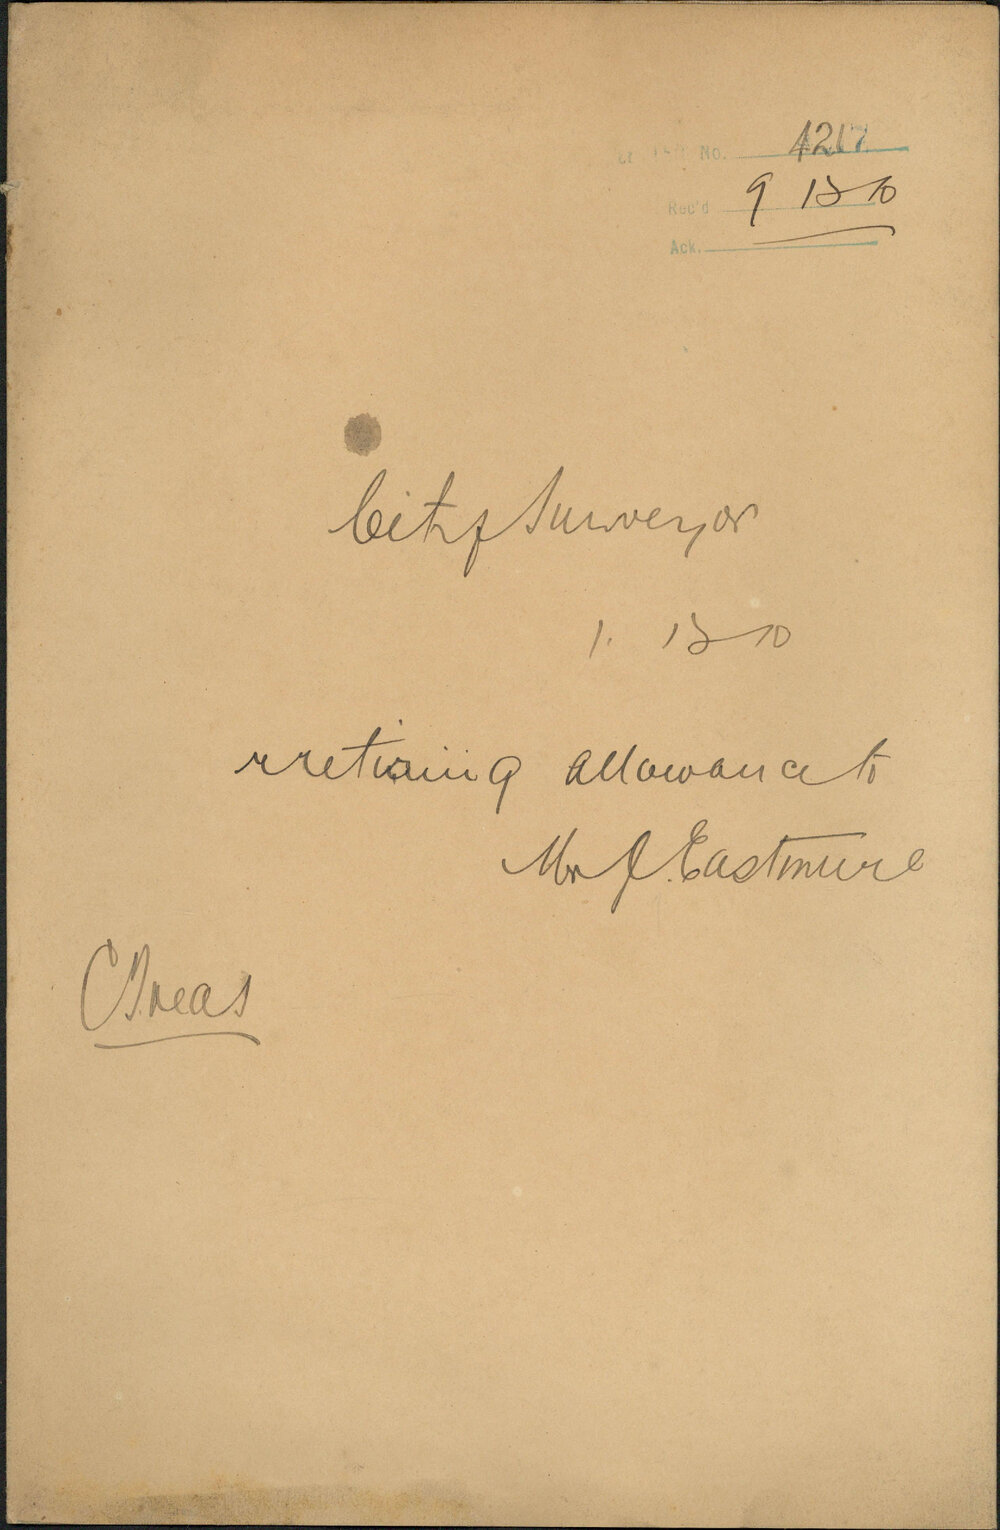 No. 4217
Rec'd 9 12 10
Ack.
City Surveyor
1. 12 10
r retiring allowance to
Mr J. Eastmure
C Treas